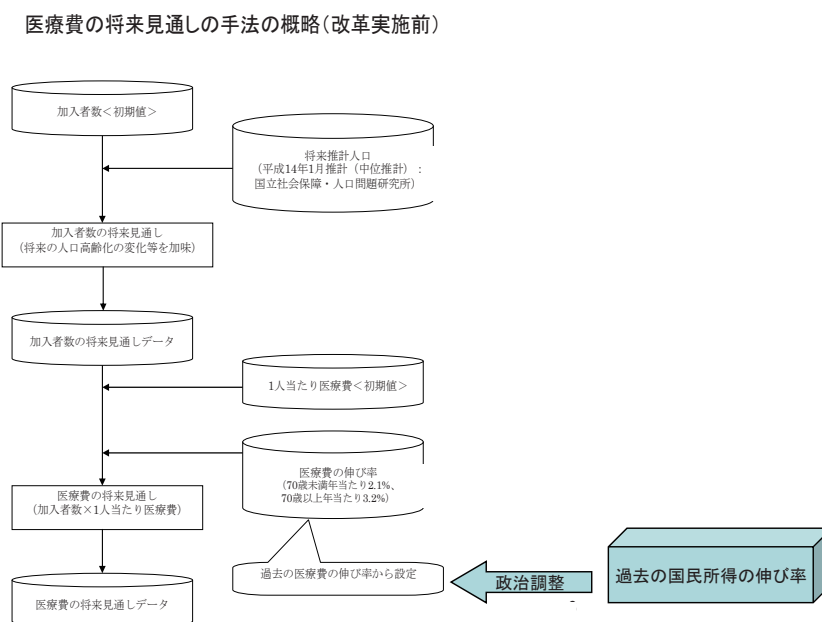 医療費の将来見通しの手法の概略(改革実施前)
加入者数<初期値>
将来推計人口
(平成14年1月推計(中位推計):
国立社会保障・人口問題研究所)
加入者数の将来見通し
(将来の人口高齢化の変化等を加味)
加入者数の将来見通しデータ
1人当たり医療費<初期値>
医療費の伸び率
(70歳未満年当たり2.1%、
70歳以上年当たり3.2%)
医療費の将来見通し
(加入者数×1人当たり医療費)
過去の医療費の伸び率から設定
政治調整
過去の国民所得の伸び率
医療費の将来見通しデータ